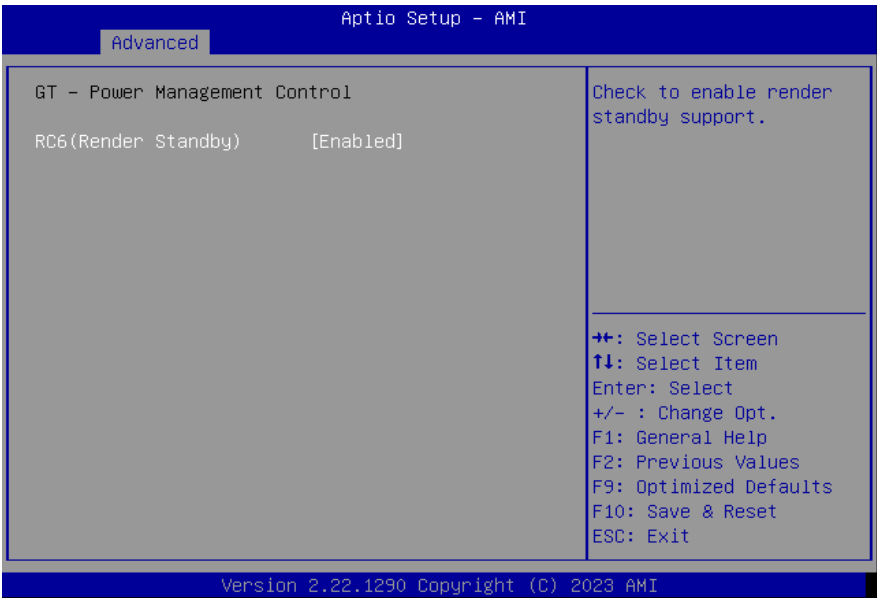 Aptio Setup – AMI
Advanced
GT – Power Management Control
RC6(Render Standby) [Enabled]
Check to enable render
standby support.
→←: Select Screen
↑↓: Select Item
Enter: Select
+/- : Change Opt.
F1: General Help
F2: Previous Values
F9: Optimized Defaults
F10: Save & Reset
ESC: Exit
Version 2.22.1290 Copyright (C) 2023 AMI